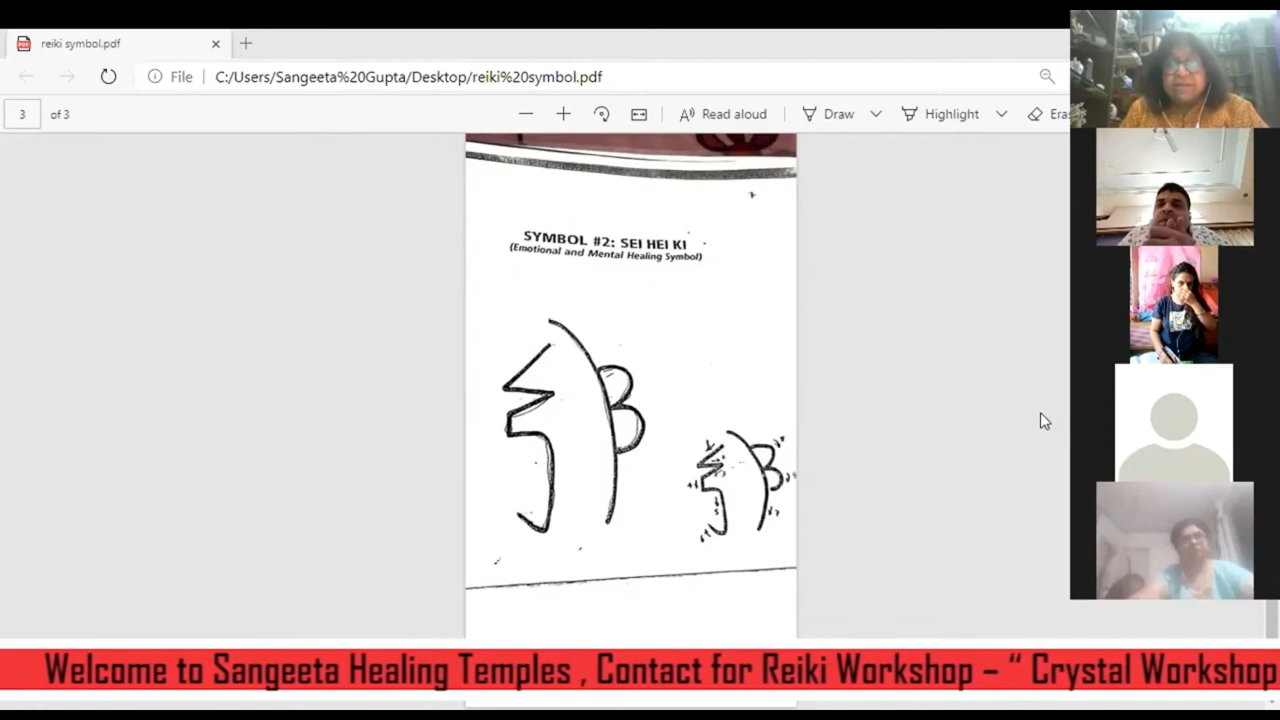 reiki symbol.pdf
File
C:/Users/Sangeeta%20Gupta/Desktop/reiki%20symbol.pdf
3 of 3
Read aloud
Draw
Highlight
SYMBOL #2: SEI HEI KI
(Emotional and Mental Healing Symbol)
Welcome to Sangeeta Healing Temples , Contact for Reiki Workshop – “ Crystal Workshop